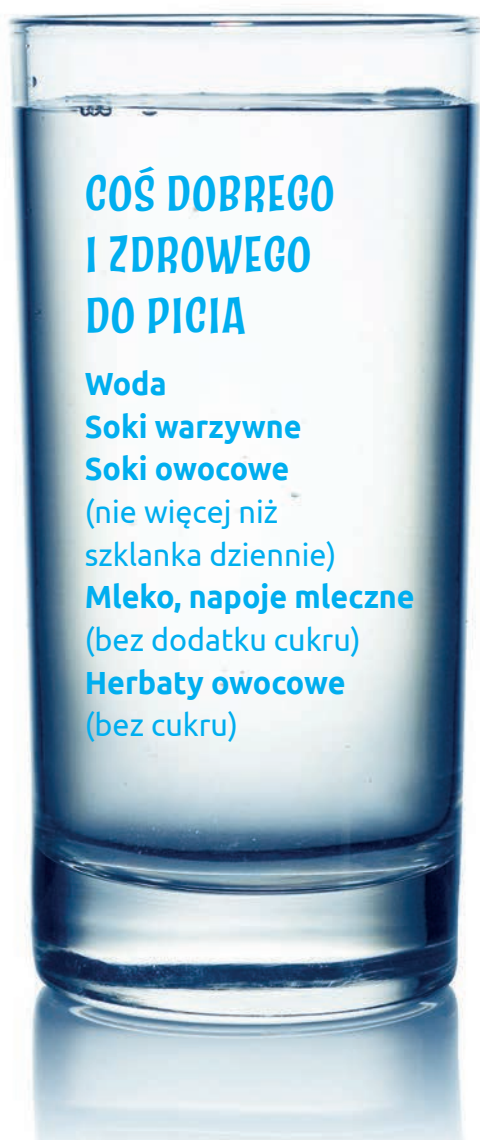 COŚ DOBREGO
I ZDROWEGO
DO PICIA
Woda
Soki warzywne
Soki owocowe
(nie więcej niż
szklanka dziennie)
Mleko, napoje mleczne
(bez dodatku cukru)
Herbaty owocowe
(bez cukru)